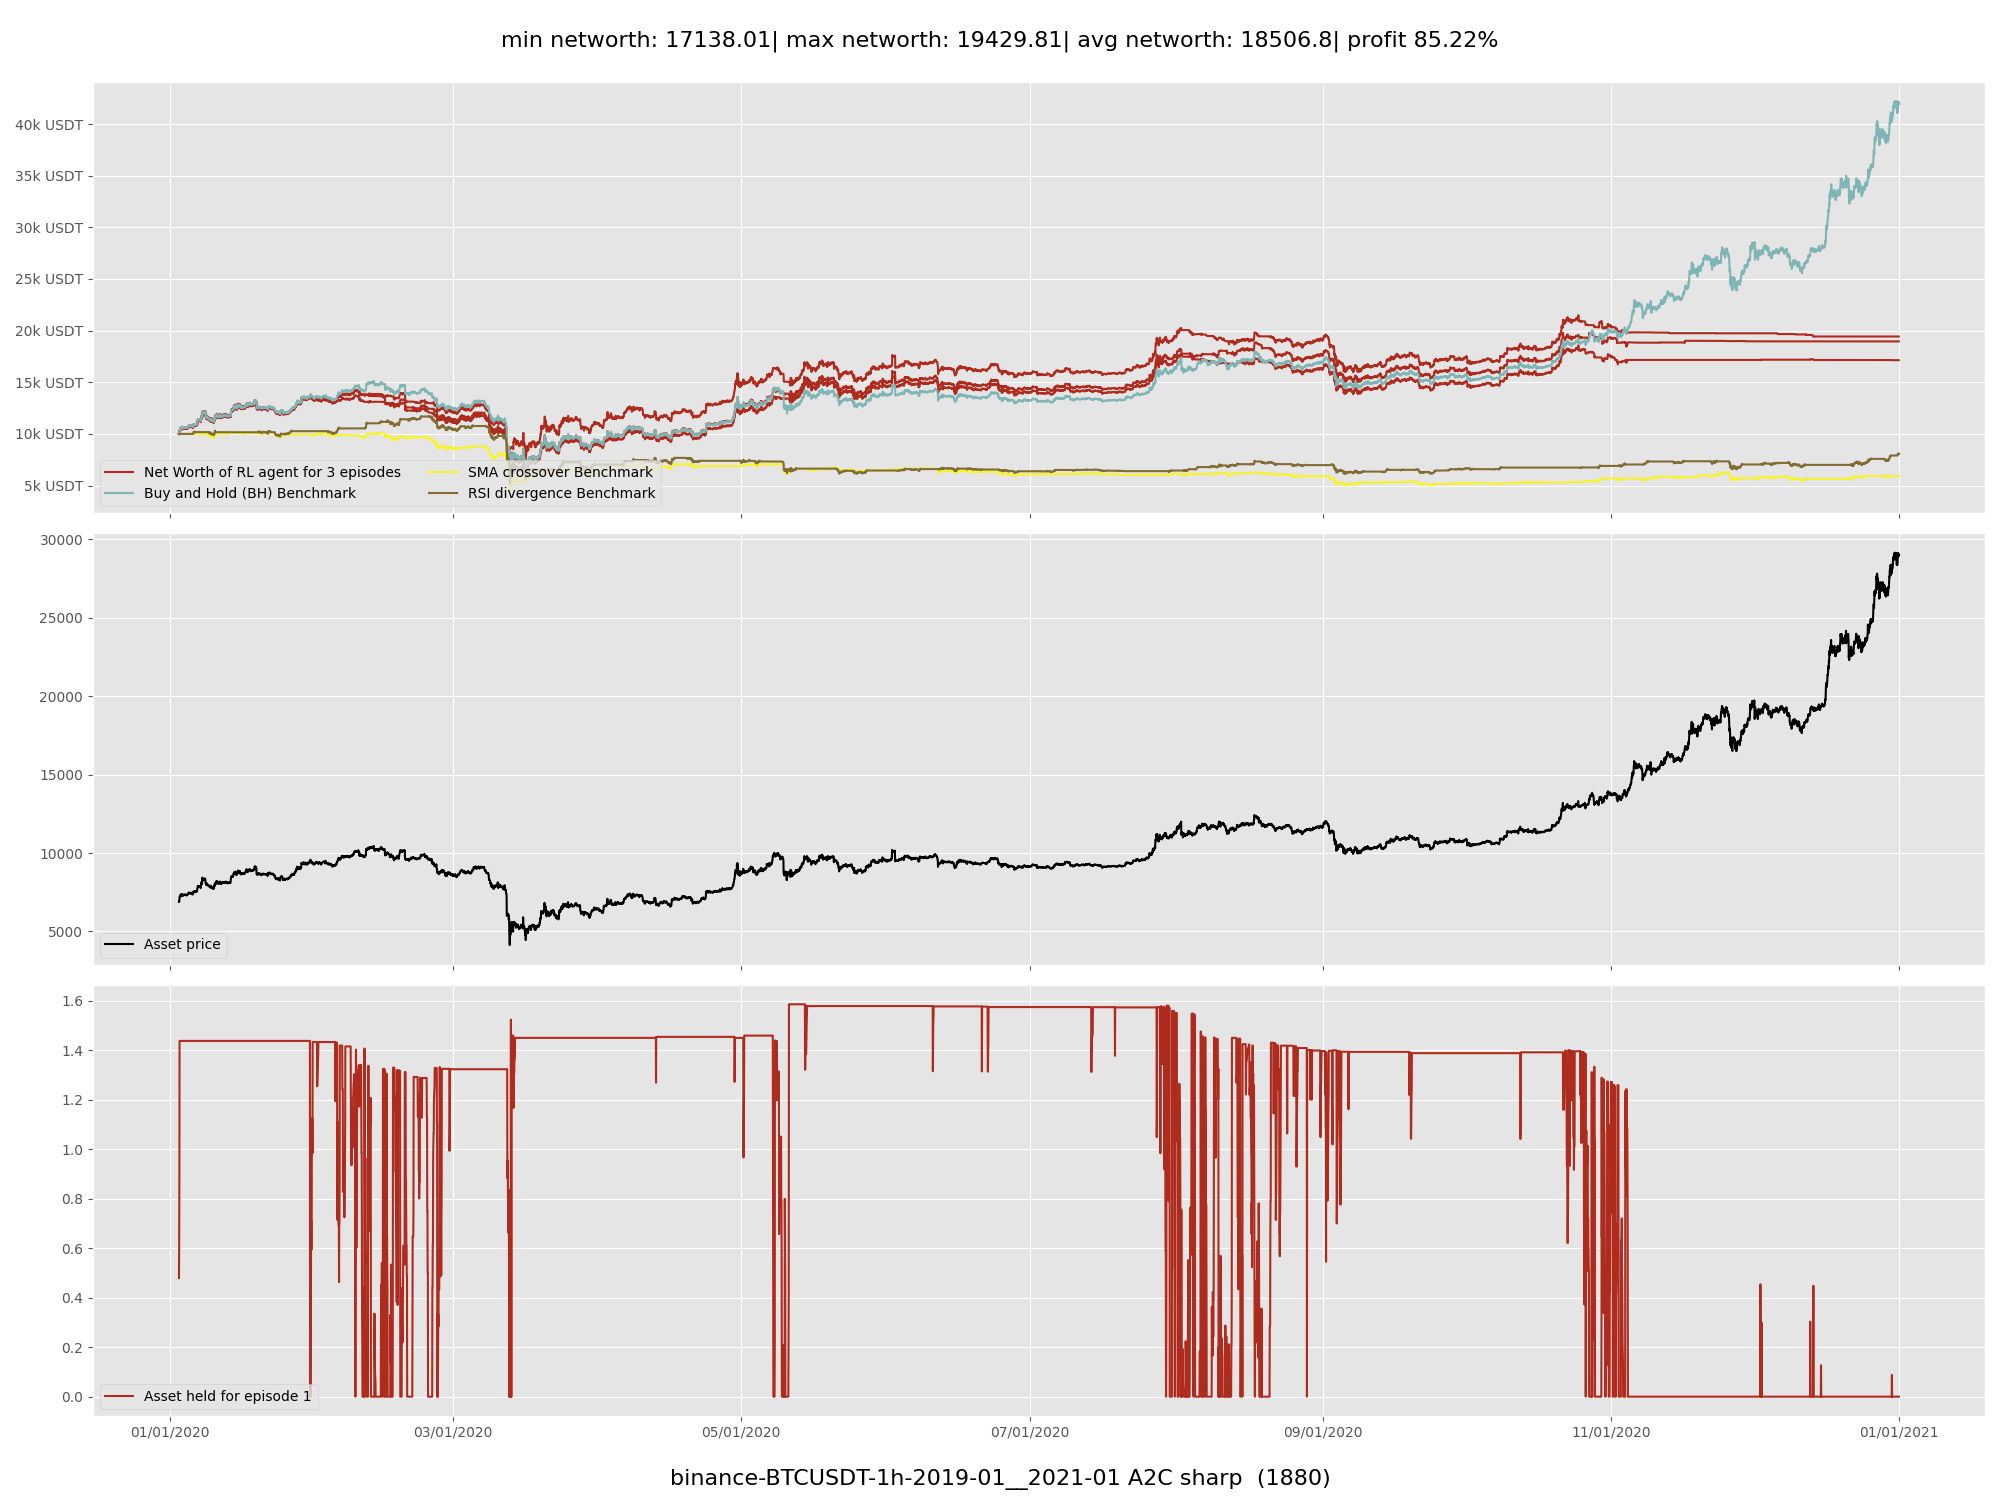 min networth: 17138.01| max networth: 19429.81| avg networth: 18506.8| profit 85.22%
40k USDT
35k USDT
30k USDT
25k USDT
20k USDT
15k USDT
10k USDT
5k USDT
Net Worth of RL agent for 3 episodes
Buy and Hold (BH) Benchmark
SMA crossover Benchmark
RSI divergence Benchmark
30000
25000
20000
15000
10000
5000
Asset price
1.6
1.4
1.2
1.0
0.8
0.6
0.4
0.2
0.0
Asset held for episode 1
01/01/2020 03/01/2020 05/01/2020 07/01/2020 09/01/2020 11/01/2020 01/01/2021
binance-BTCUSDT-1h-2019-01__2021-01 A2C sharp (1880)